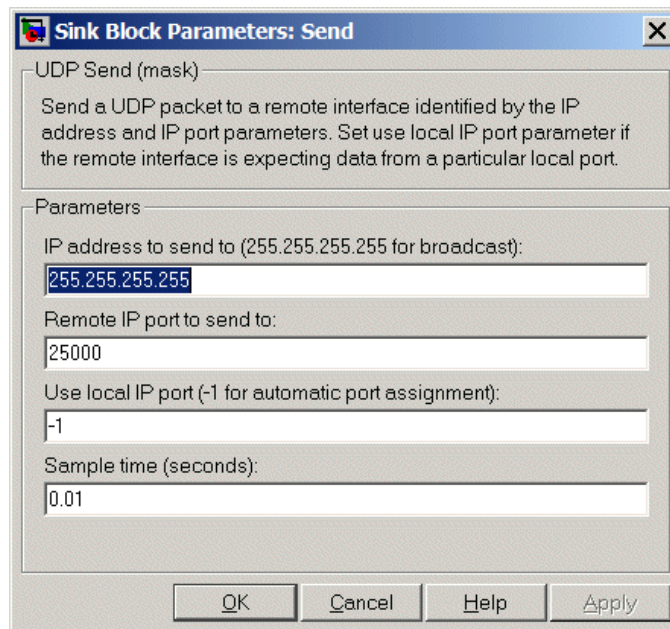 Sink Block Parameters: Send
UDP Send (mask)
Send a UDP packet to a remote interface identified by the IP
address and IP port parameters. Set use local IP port parameter if
the remote interface is expecting data from a particular local port.
Parameters
IP address to send to (255.255.255.255 for broadcast):
255.255.255.255
Remote IP port to send to:
25000
Use local IP port (-1 for automatic port assignment):
-1
Sample time (seconds):
0.01
OK Cancel Help Apply